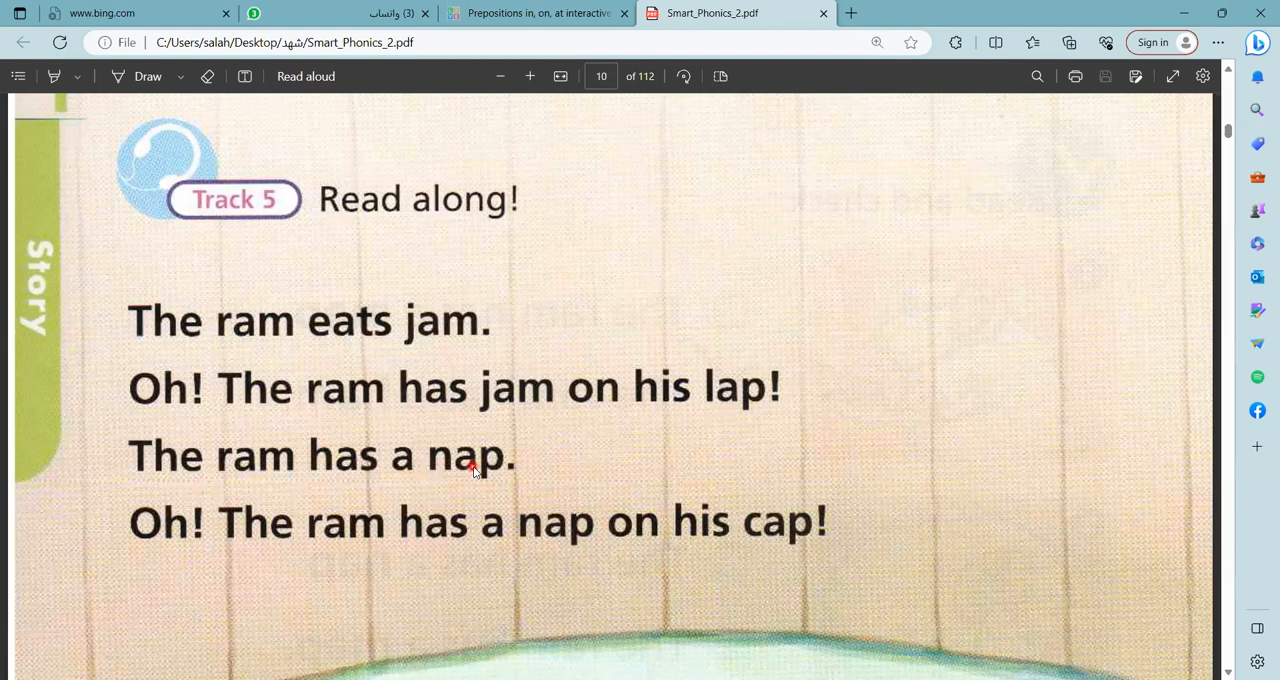 www.bing.com
(3) واتساب
Prepositions in, on, at interactive
Smart_Phonics_2.pdf
File
C:/Users/salah/Desktop/شهد/Smart_Phonics_2.pdf
Sign in
Draw
Read aloud
10 of 112
Story
Track 5
Read along!
The ram eats jam.
Oh! The ram has jam on his lap!
The ram has a nap.
Oh! The ram has a nap on his cap!